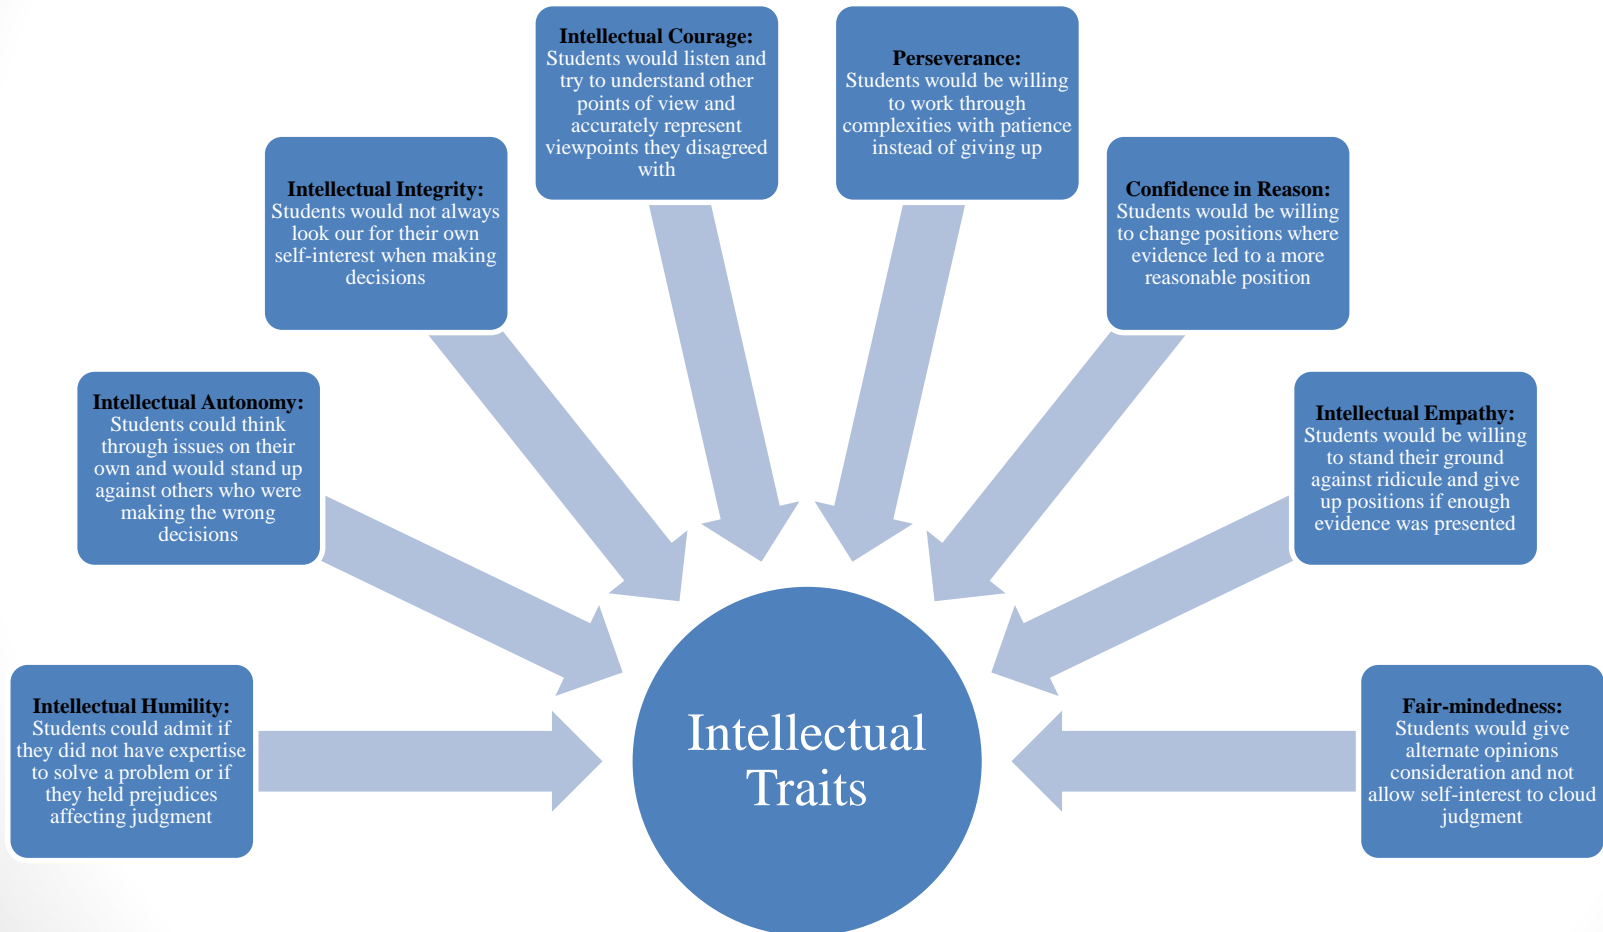 Intellectual Courage:
Students would listen and
try to understand other
points of view and
accurately represent
viewpoints they disagreed
with
Perseverance:
Students would be willing
to work through
complexities with patience
instead of giving up
Intellectual Integrity:
Students would not always
look our for their own
self-interest when making
decisions
Confidence in Reason:
Students would be willing
to change positions where
evidence led to a more
reasonable position
Intellectual Autonomy:
Students could think
through issues on their
own and would stand up
against others who were
making the wrong
decisions
Intellectual Empathy:
Students would be willing
to stand their ground
against ridicule and give
up positions if enough
evidence was presented
Intellectual Humility:
Students could admit if
they did not have expertise
to solve a problem or if
they held prejudices
affecting judgment
Intellectual
Traits
Fair-mindedness:
Students would give
alternate opinions
consideration and not
allow self-interest to cloud
judgment